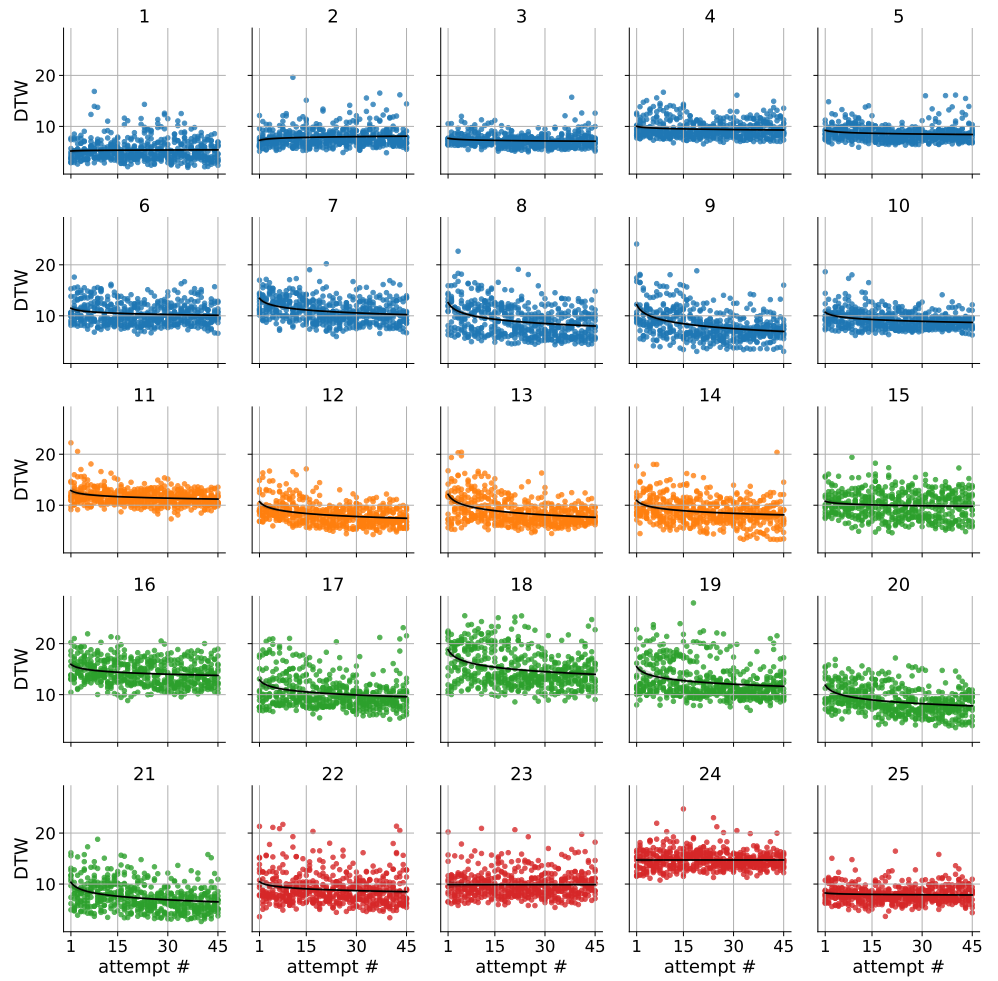 1 2 3 4 5
DTW 20 10
6 7 8 9 10
DTW 20 10
11 12 13 14 15
DTW 20 10
16 17 18 19 20
DTW 20 10
21 22 23 24 25
DTW 20 10
1 15 30 45 1 15 30 45 1 15 30 45 1 15 30 45 1 15 30 45
attempt # attempt # attempt # attempt # attempt #